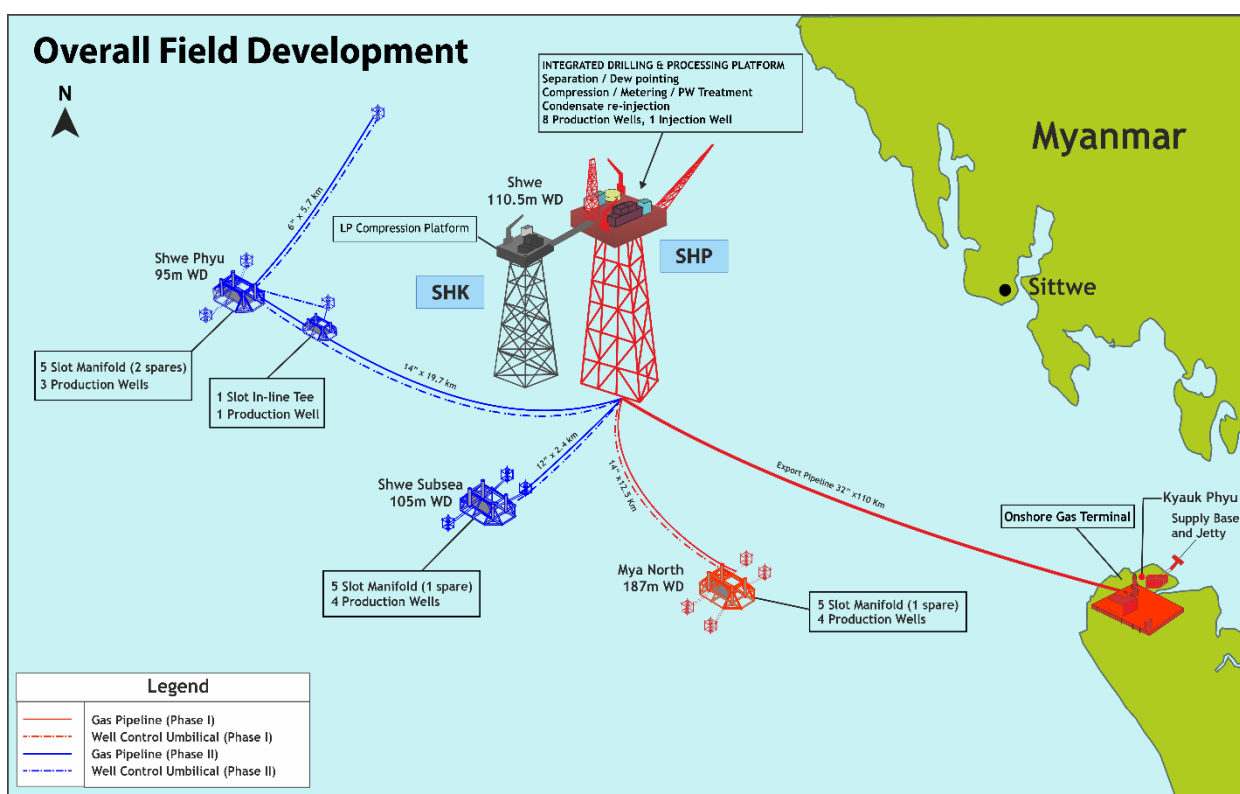 Overall Field Development
N
INTEGRATED DRILLING & PROCESSING PLATFORM
Separation / Dew pointing
Compression / Metering / PW Treatment
Condensate re-injection
8 Production Wells, 1 Injection Well
Myanmar
6" x 5.7 km
Shwe
110.5m WD
LP Compression Platform
SHP
SHK
Shwe Phyu
95m WD
Sittwe
5 Slot Manifold (2 spares)
3 Production Wells
1 Slot In-line Tee
1 Production Well
14" x 19.7 km
12" x 2.4 km
14" x12.5 km
Export Pipeline 32" x110 Km
Shwe Subsea
105m WD
Kyauk Phyu
Onshore Gas Terminal
Supply Base
and Jetty
5 Slot Manifold (1 spare)
4 Production Wells
Mya North
187m WD
5 Slot Manifold (1 spare)
4 Production Wells
Legend
Gas Pipeline (Phase I)
Well Control Umbilical (Phase I)
Gas Pipeline (Phase II)
Well Control Umbilical (Phase II)